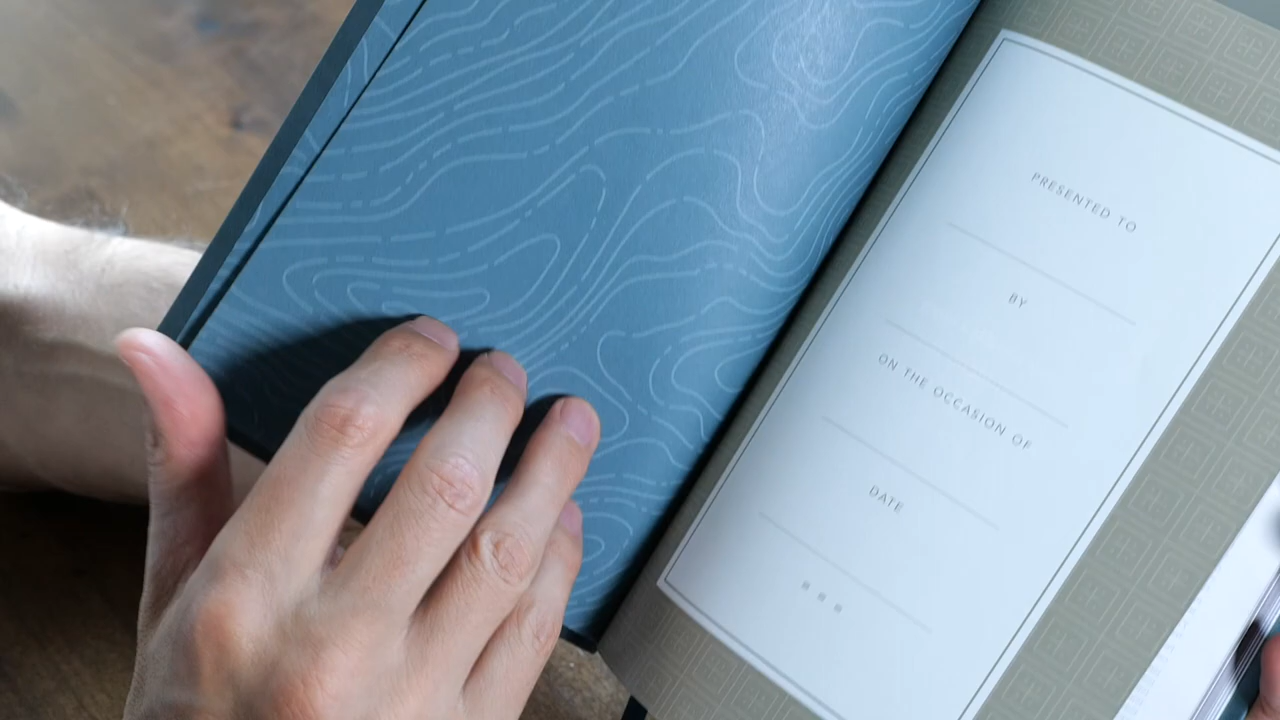 PRESENTED TO
BY
ON THE OCCASION OF
DATE